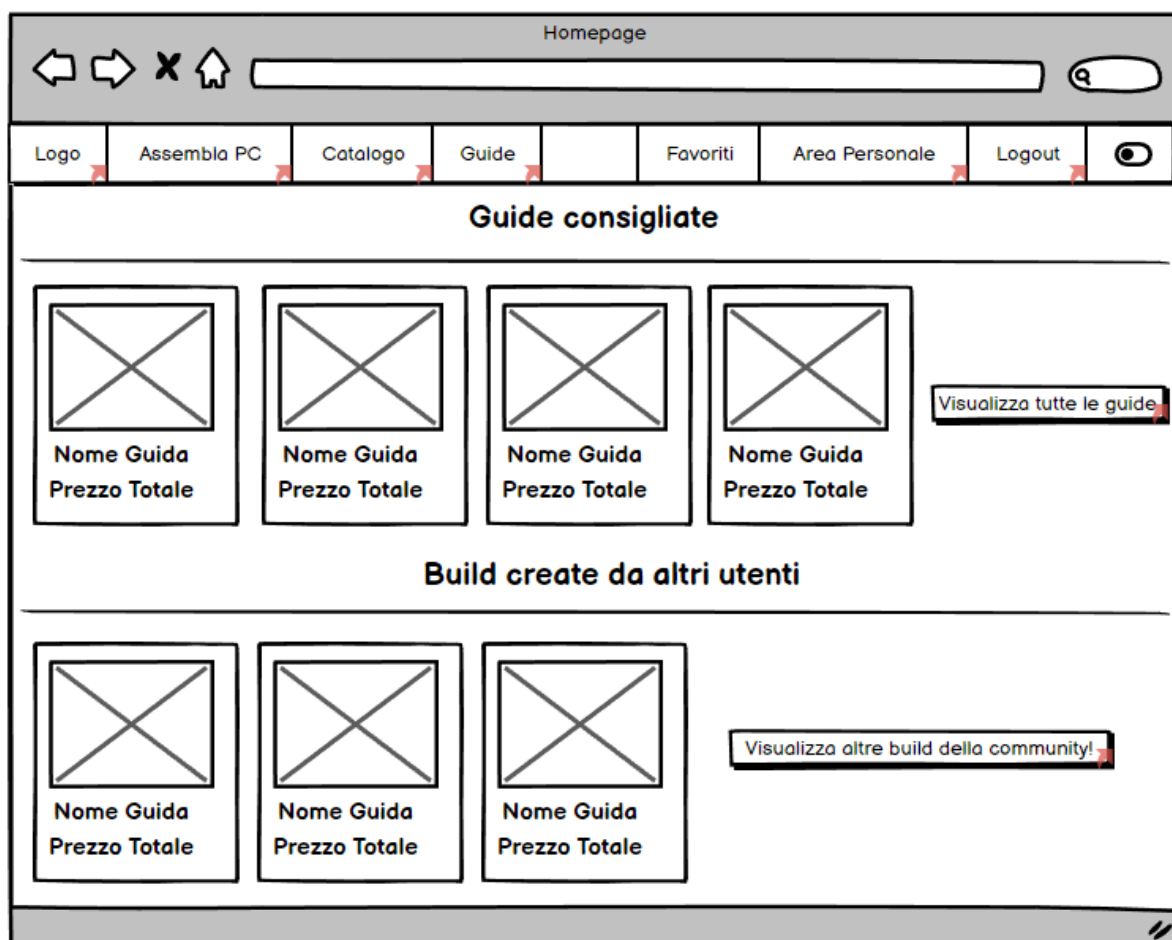 Homepage
Logo Assembla PC Catalogo Guide Favoriti Area Personale Logout
Guide consigliate
Visualizza tutte le guide
Nome Guida Nome Guida Nome Guida Nome Guida
Prezzo Totale Prezzo Totale Prezzo Totale Prezzo Totale
Build create da altri utenti
Visualizza altre build della community!
Nome Guida Nome Guida Nome Guida
Prezzo Totale Prezzo Totale Prezzo Totale